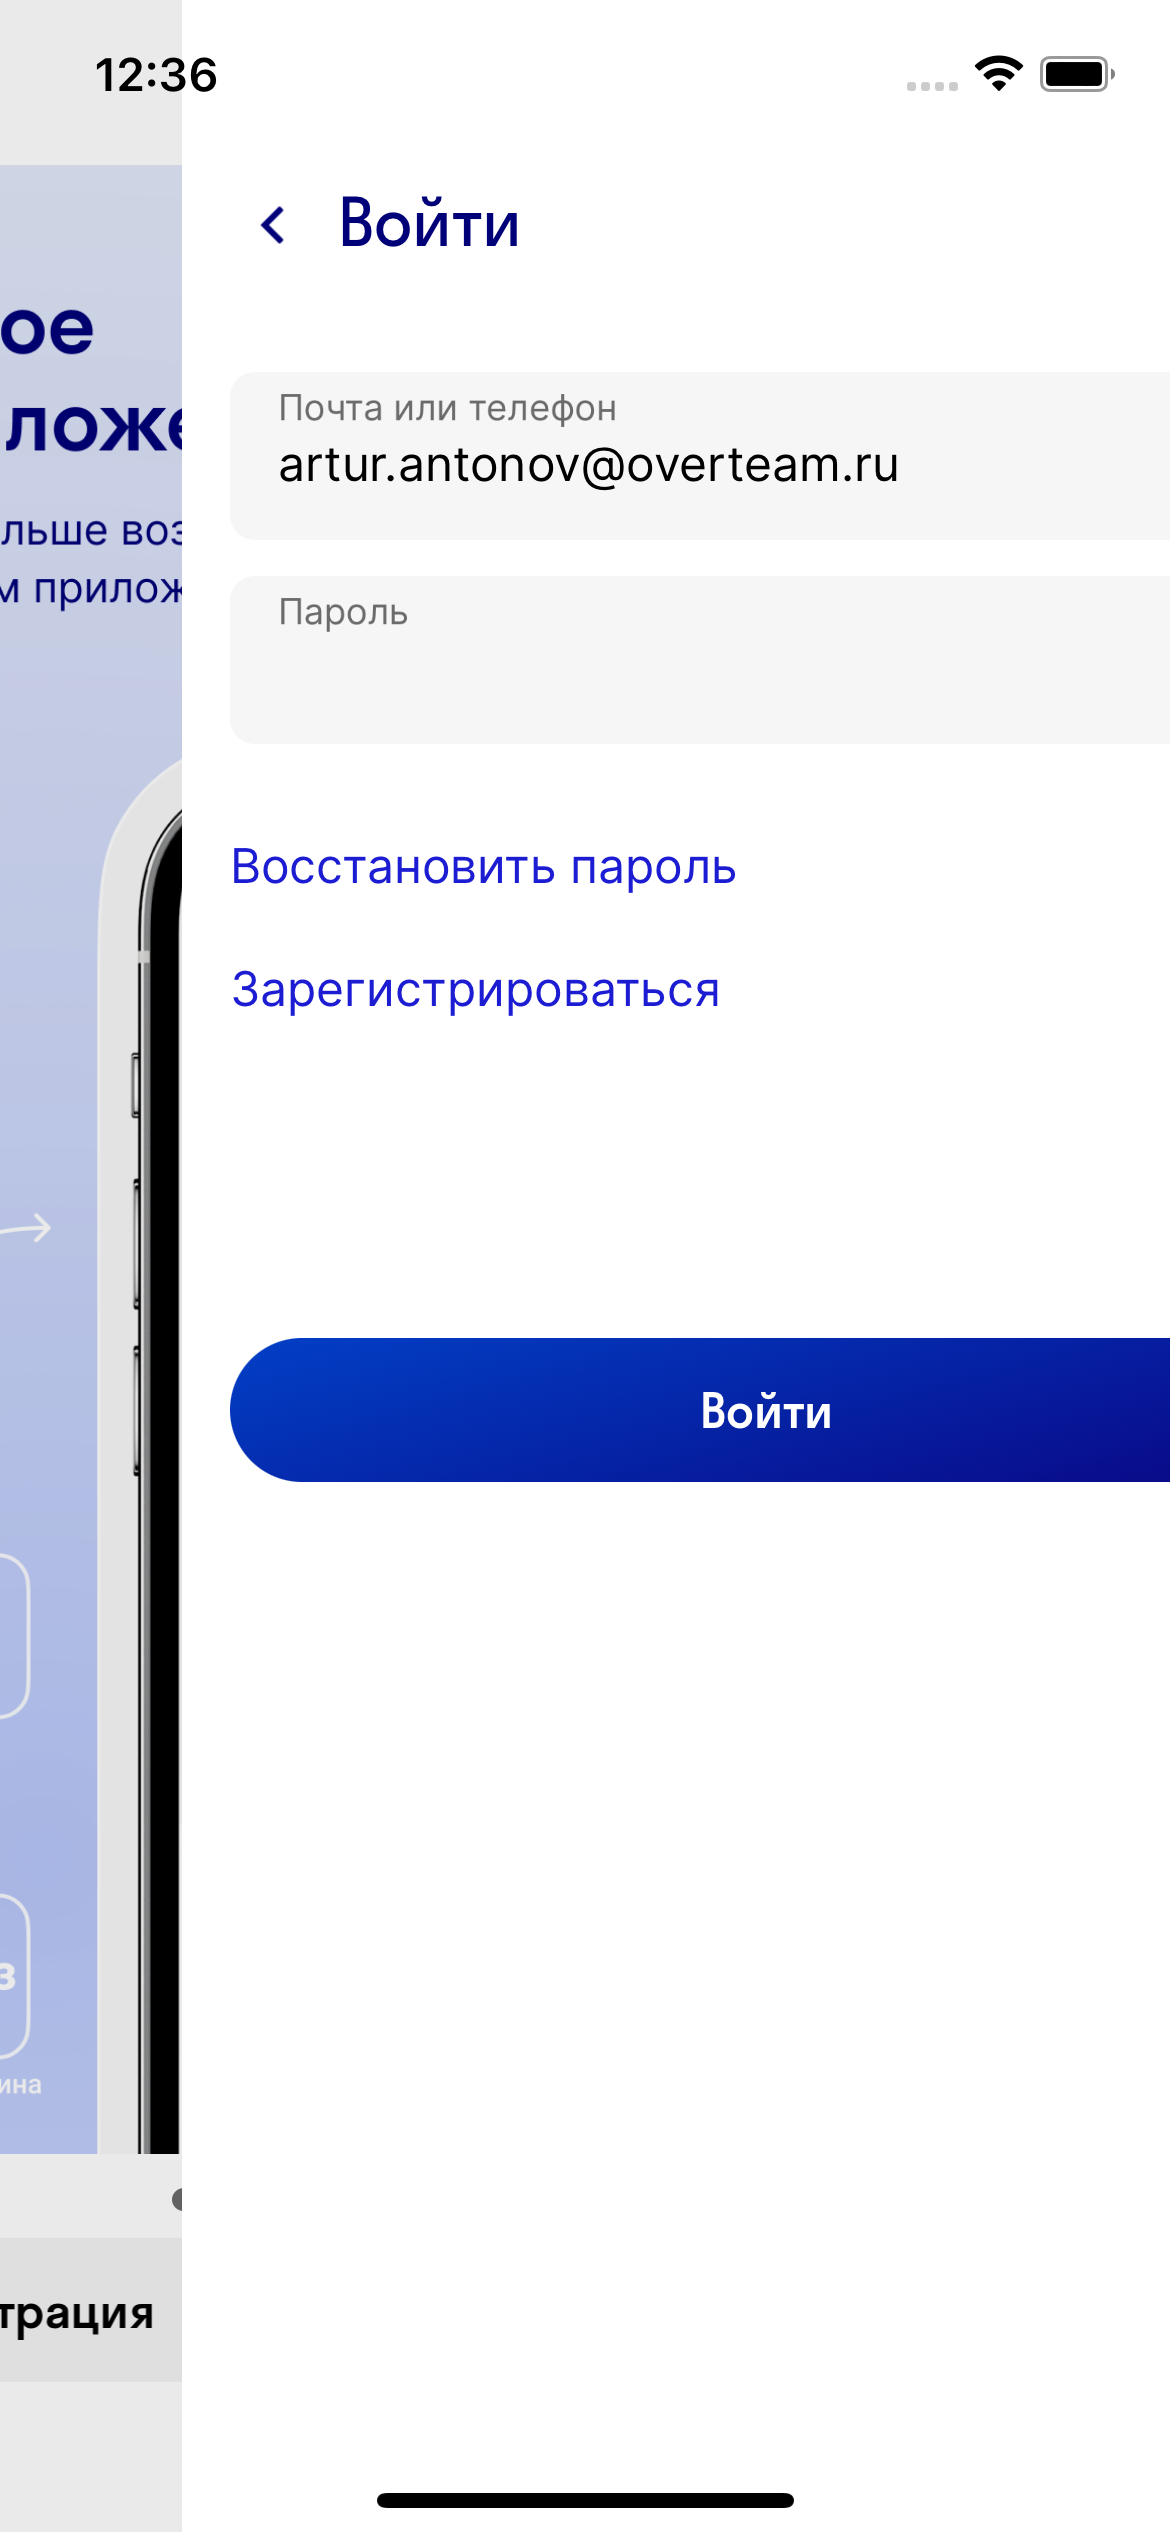 12:36
Войти
Почта или телефон
artur.antonov@overteam.ru
Пароль
Восстановить пароль
Зарегистрироваться
Войти
ое
ложе
льше воз
м прилож
з
ина
трация